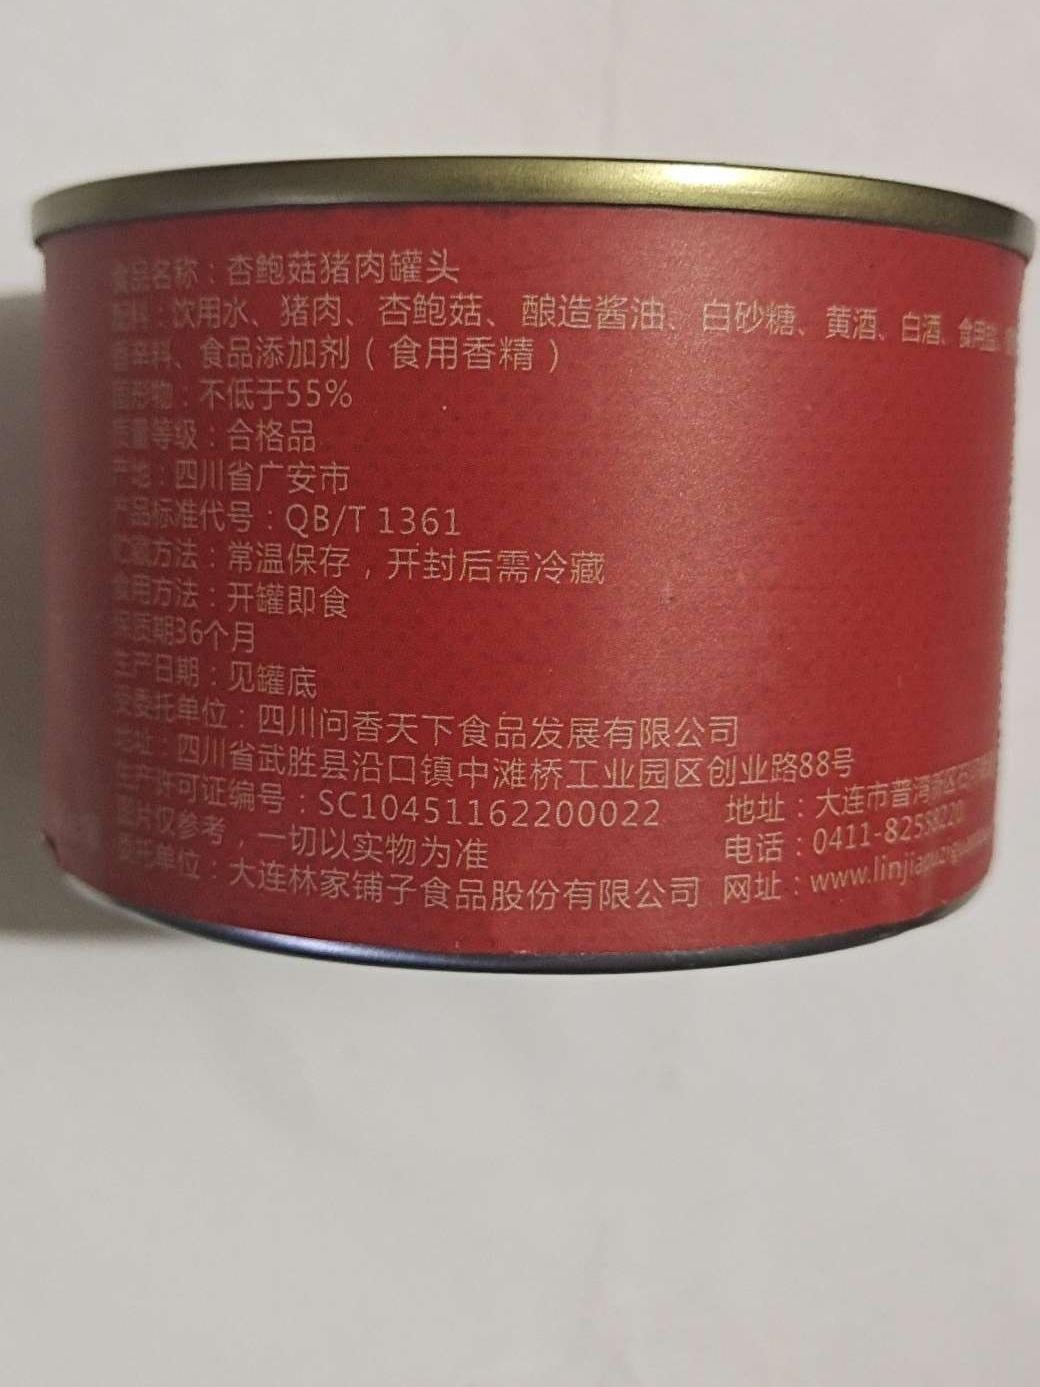 食品名称：杏鲍菇猪肉罐头
配料：饮用水、猪肉、杏鲍菇、酿造酱油、白砂糖、黄酒、白酒、食用盐、
香辛料、食品添加剂（食用香精）
固形物：不低于55%
质量等级：合格品
产地：四川省广安市
产品标准代号：QB/T 1361
贮藏方法：常温保存，开封后需冷藏
食用方法：开罐即食
保质期36个月
生产日期：见罐底
受委托单位：四川问香天下食品发展有限公司
地址：四川省武胜县沿口镇中滩桥工业园区创业路88号
生产许可证编号：SC10451162200022
图片仅参考，一切以实物为准
委托单位：大连林家铺子食品股份有限公司
地址：大连市普湾新区石河
电话：0411-82558220
网址：www.linjiapuzi